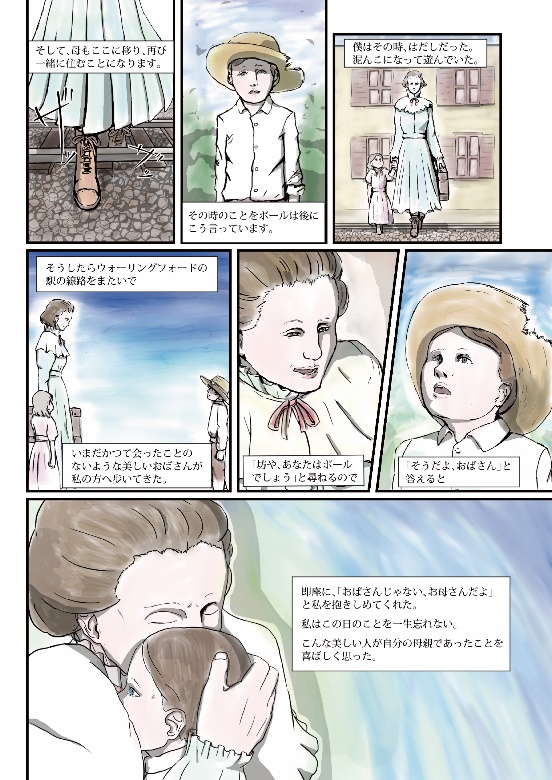 そして、母もここに移り、再び
一緒に住むことになります。
その時のことをポールは後に
こう言っています。
僕はその時、はだしだった。
泥んこになって遊んでいた。
そうしたらウォーリングフォードの
駅の線路をまたいで
いまだかつて会ったことの
ないような美しいおばさんが
私の方へ歩いてきた。
「坊や、あなたはポール
でしょう」と尋ねるので
「そうだよ、おばさん」と
答えると
即座に、「おばさんじゃない、お母さんだよ」
と私を抱きしめてくれた。
私はこの日のことを一生忘れない。
こんな美しい人が自分の母親であったことを
喜ばしく思った。